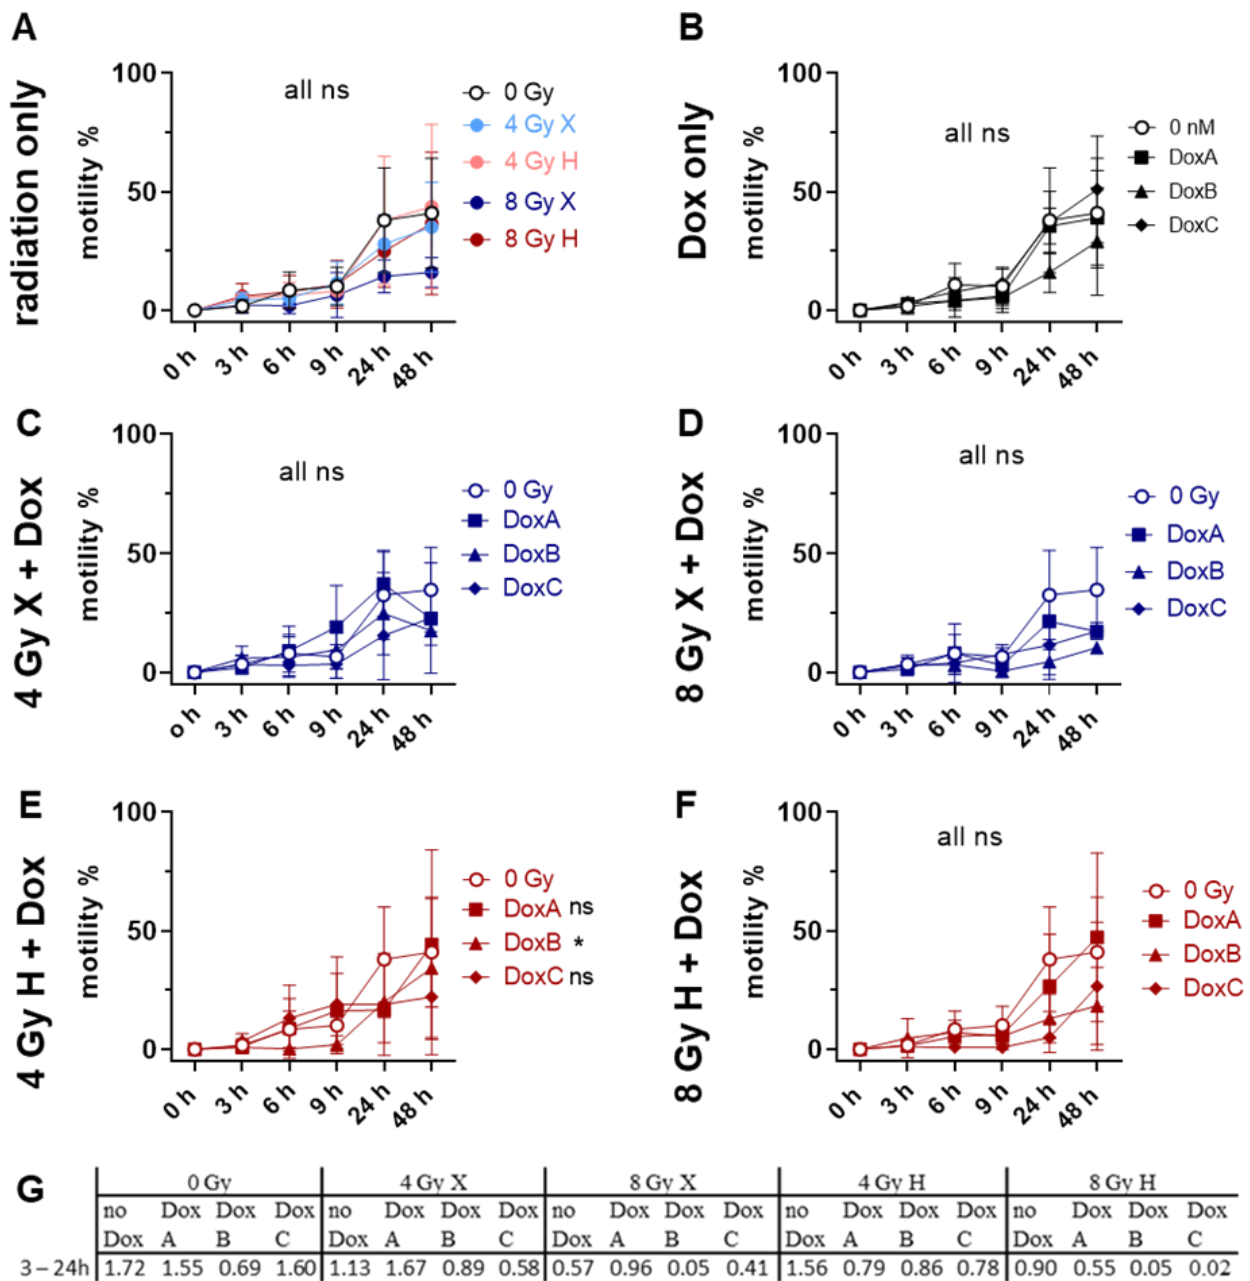 A
radiation only
motility %
100
50
0
all ns
0 Gy
4 Gy X
4 Gy H
8 Gy X
8 Gy H
0 h 3 h 6 h 9 h 24 h 48 h
B
Dox only
motility %
100
50
0
all ns
0 nM
DoxA
DoxB
DoxC
0 h 3 h 6 h 9 h 24 h 48 h
C
4 Gy X + Dox
motility %
100
50
0
all ns
0 Gy
DoxA
DoxB
DoxC
o h 3 h 6 h 9 h 24 h 48 h
D
8 Gy X + Dox
motility %
100
50
0
all ns
0 Gy
DoxA
DoxB
DoxC
0 h 3 h 6 h 9 h 24 h 48 h
E
4 Gy H + Dox
motility %
100
50
0
0 Gy
DoxA ns
DoxB *
DoxC ns
0 h 3 h 6 h 9 h 24 h 48 h
F
8 Gy H + Dox
motility %
100
50
0
all ns
0 Gy
DoxA
DoxB
DoxC
0 h 3 h 6 h 9 h 24 h 48 h
G
0 Gy 4 Gy X 8 Gy X 4 Gy H 8 Gy H
no Dox Dox Dox no Dox Dox Dox no Dox Dox Dox no Dox Dox Dox no Dox Dox Dox
Dox A B C Dox A B C Dox A B C Dox A B C Dox A B C
3 – 24h 1.72 1.55 0.69 1.60 1.13 1.67 0.89 0.58 0.57 0.96 0.05 0.41 1.56 0.79 0.86 0.78 0.90 0.55 0.05 0.02